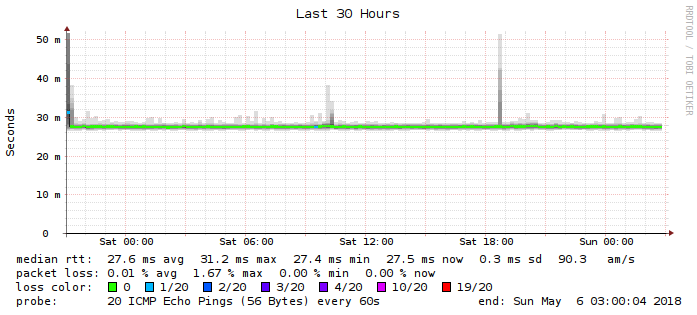 Last 30 Hours
RRDTOOL / TOBI OETIKER
Seconds
50 m
40 m
30 m
20 m
10 m
0
Sat 00:00 Sat 06:00 Sat 12:00 Sat 18:00 Sun 00:00
median rtt: 27.6 ms avg 31.2 ms max 27.4 ms min 27.5 ms now 0.3 ms sd 90.3 am/s
packet loss: 0.01 % avg 1.67 % max 0.00 % min 0.00 % now
loss color: 0 1/20 2/20 3/20 4/20 10/20 19/20
probe: 20 ICMP Echo Pings (56 Bytes) every 60s end: Sun May 6 03:00:04 2018